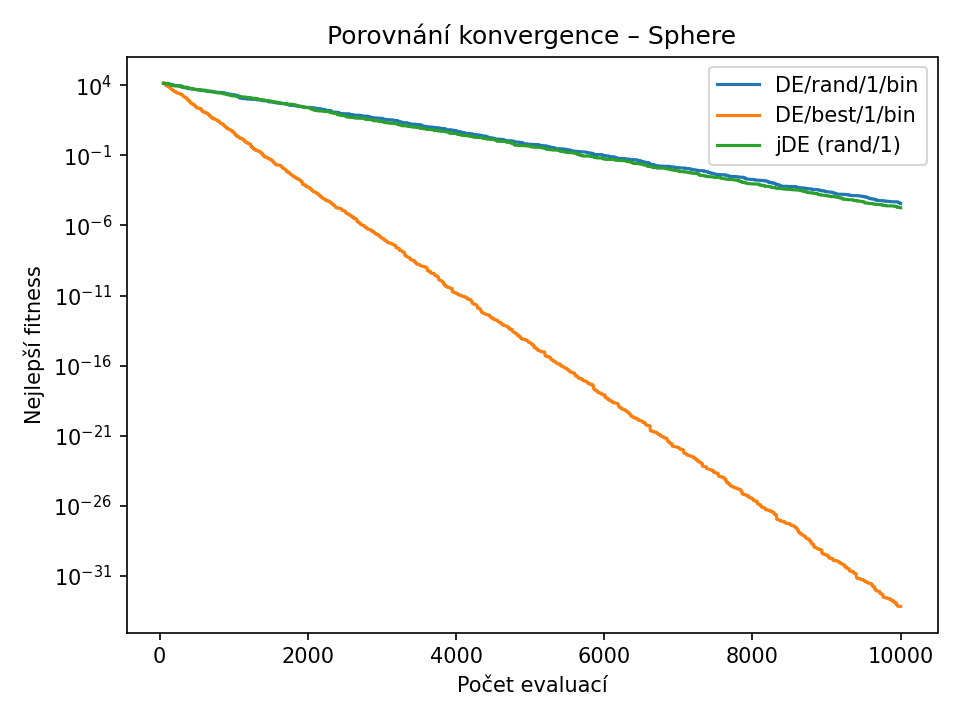 Porovnání konvergence – Sphere
DE/rand/1/bin
DE/best/1/bin
jDE (rand/1)
Nejlepší fitness
10⁴
10⁻¹
10⁻⁶
10⁻¹¹
10⁻¹⁶
10⁻²¹
10⁻²⁶
10⁻³¹
0 2000 4000 6000 8000 10000
Počet evaluací